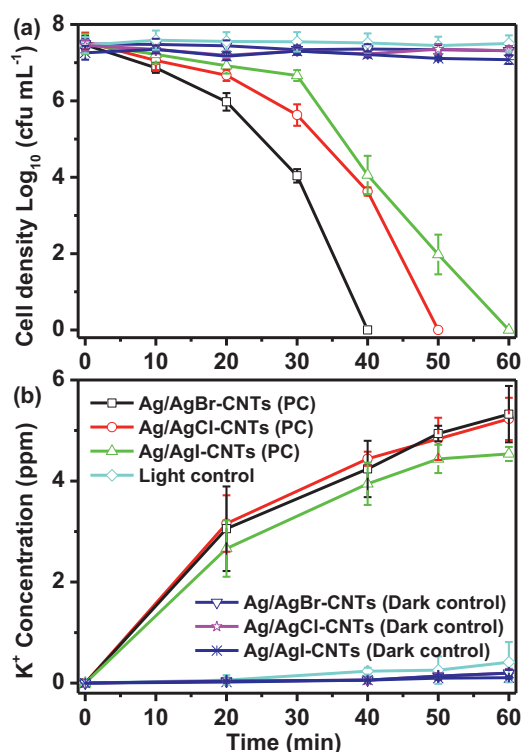 (a)
8
6
4
2
0
Cell density Log₁₀ (cfu mL⁻¹)
0 10 20 30 40 50 60
(b)
6
4
2
0
K⁺ Concentration (ppm)
Ag/AgBr-CNTs (PC)
Ag/AgCl-CNTs (PC)
Ag/AgI-CNTs (PC)
Light control
Ag/AgBr-CNTs (Dark control)
Ag/AgCl-CNTs (Dark control)
Ag/AgI-CNTs (Dark control)
0 10 20 30 40 50 60
Time (min)